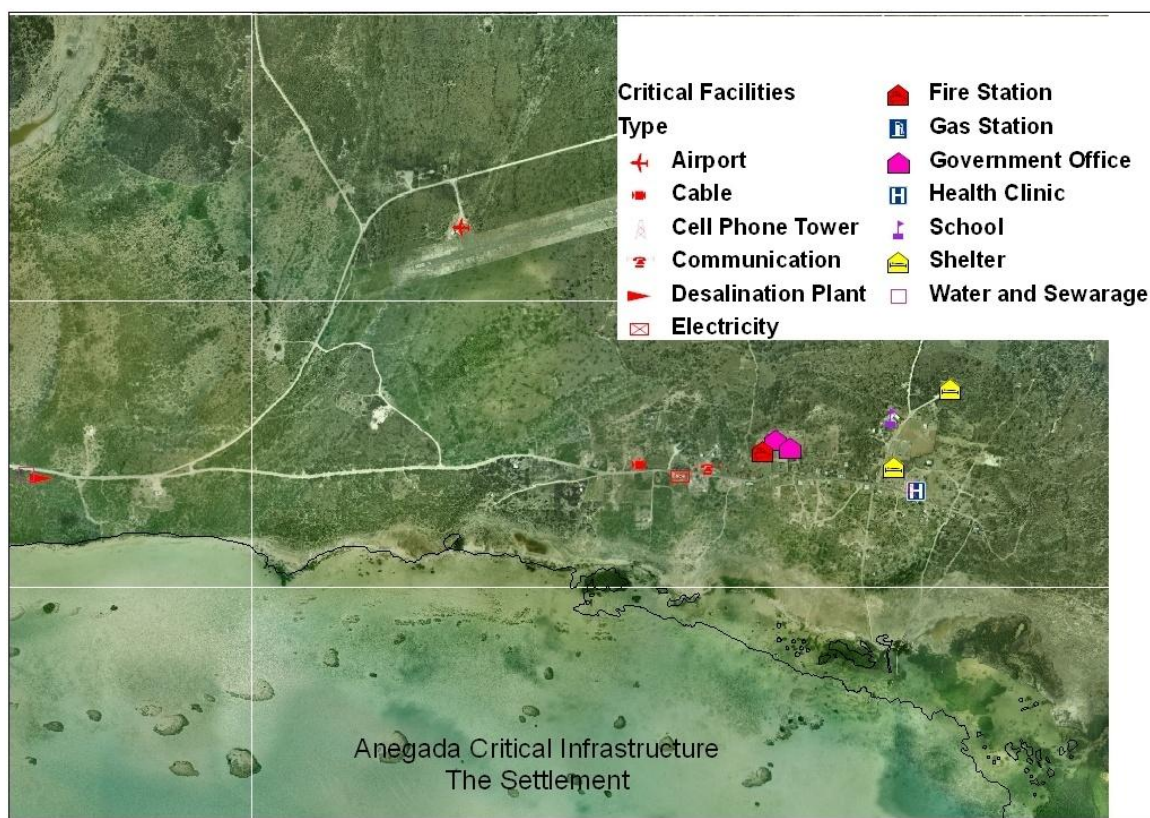 Critical Facilities
Type
Airport
Cable
Cell Phone Tower
Communication
Desalination Plant
Electricity
Fire Station
Gas Station
Government Office
Health Clinic
School
Shelter
Water and Sewarage
Anegada Critical Infrastructure
The Settlement